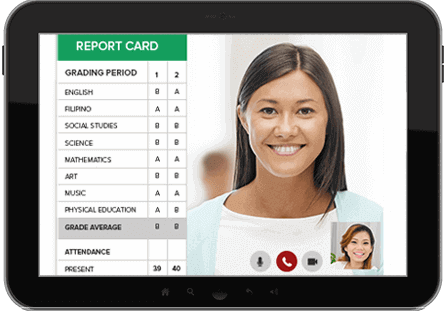 REPORT CARD
GRADING PERIOD 1 2
ENGLISH B A
FILIPINO A A
SOCIAL STUDIES B B
SCIENCE B B
MATHEMATICS A A
ART B B
MUSIC A A
PHYSICAL EDUCATION A B
GRADE AVERAGE B B
ATTENDANCE
PRESENT 39 40